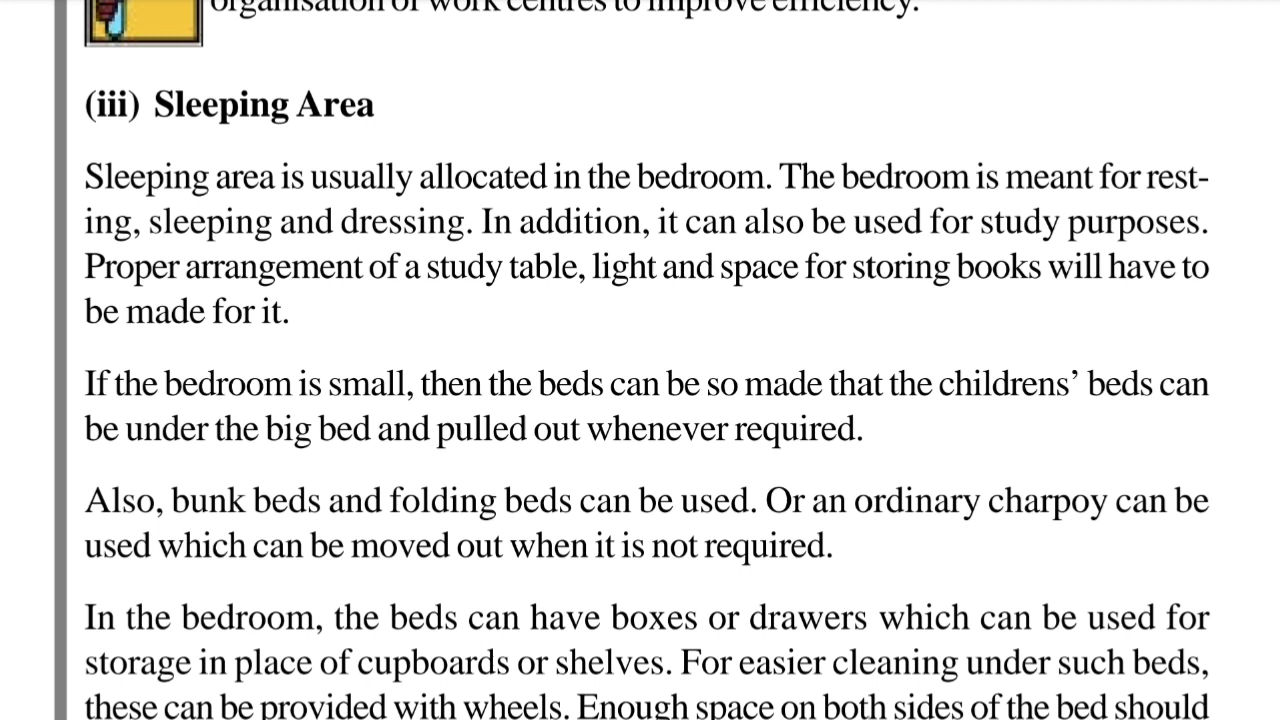 organisation of work centres to improve efficiency.
(iii) Sleeping Area
Sleeping area is usually allocated in the bedroom. The bedroom is meant for rest-
ing, sleeping and dressing. In addition, it can also be used for study purposes.
Proper arrangement of a study table, light and space for storing books will have to
be made for it.
If the bedroom is small, then the beds can be so made that the childrens’ beds can
be under the big bed and pulled out whenever required.
Also, bunk beds and folding beds can be used. Or an ordinary charpoy can be
used which can be moved out when it is not required.
In the bedroom, the beds can have boxes or drawers which can be used for
storage in place of cupboards or shelves. For easier cleaning under such beds,
these can be provided with wheels. Enough space on both sides of the bed should